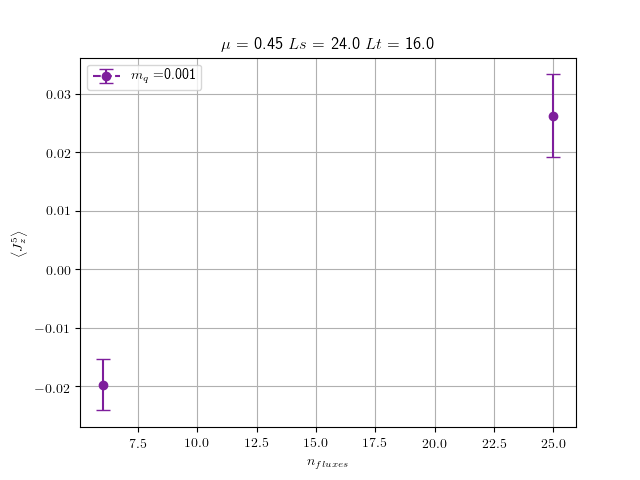 μ = 0.45 Ls = 24.0 Lt = 16.0
m_q =0.001
0.03
0.02
0.01
0.00
−0.01
−0.02
⟨J_z^5⟩
7.5 10.0 12.5 15.0 17.5 20.0 22.5 25.0
n_{fluxes}